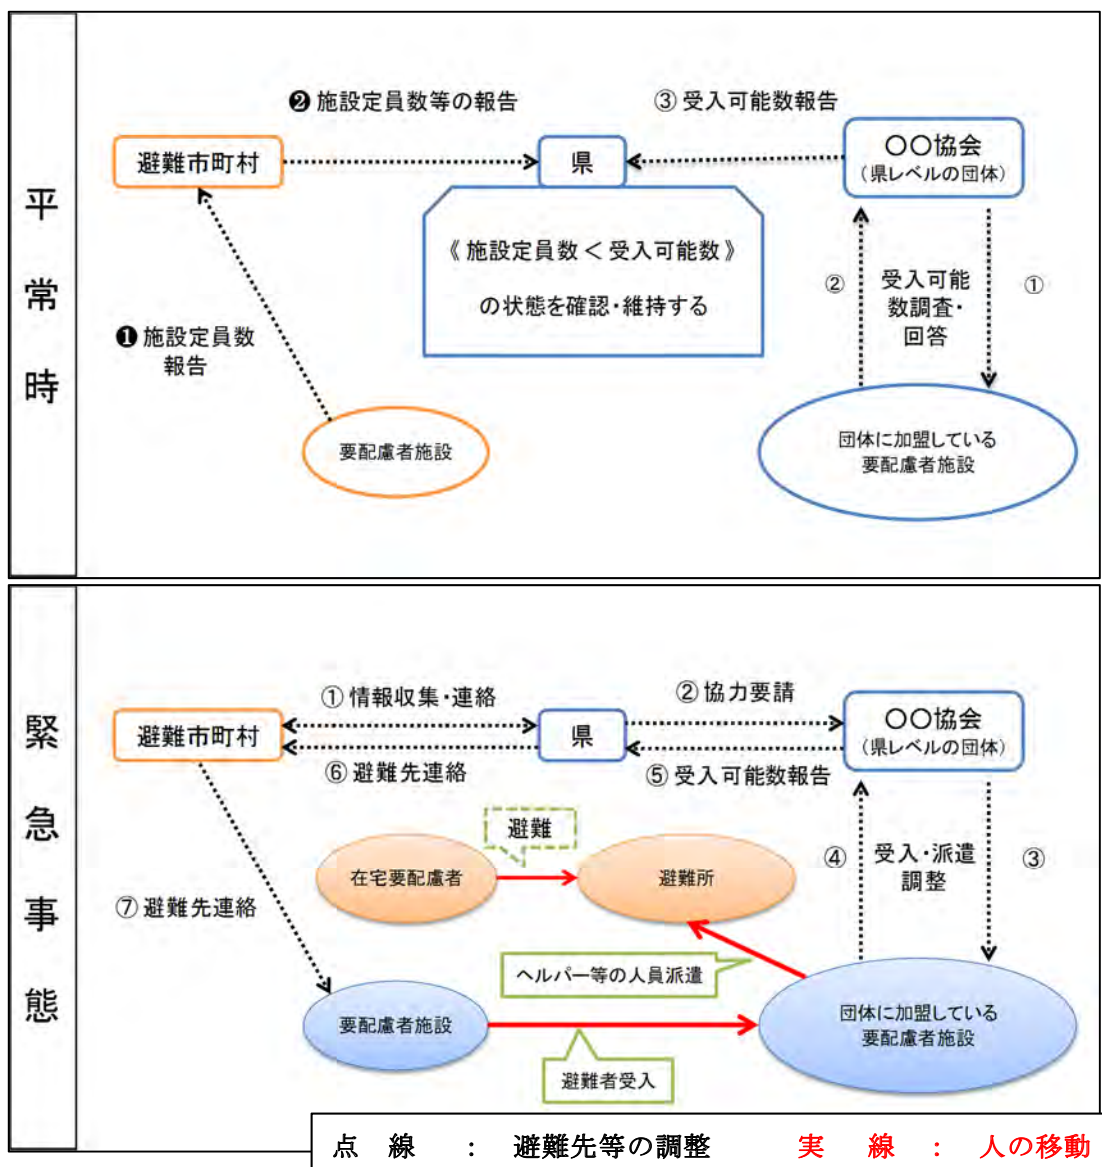 平常時
❷ 施設定員数等の報告
③ 受入可能数報告
避難市町村
県
〇〇協会
（県レベルの団体）
《 施設定員数 < 受入可能数 》
の状態を確認・維持する
②
受入可能
数調査・
回答
①
❶ 施設定員数
報告
要配慮者施設
団体に加盟している
要配慮者施設
緊急事態
① 情報収集・連絡
② 協力要請
避難市町村
県
〇〇協会
（県レベルの団体）
⑥ 避難先連絡
⑤ 受入可能数報告
避難
在宅要配慮者
避難所
④
受入・派遣
調整
③
⑦ 避難先連絡
ヘルパー等の人員派遣
要配慮者施設
団体に加盟している
要配慮者施設
避難者受入
点 線 ： 避難先等の調整 実 線 ： 人の移動